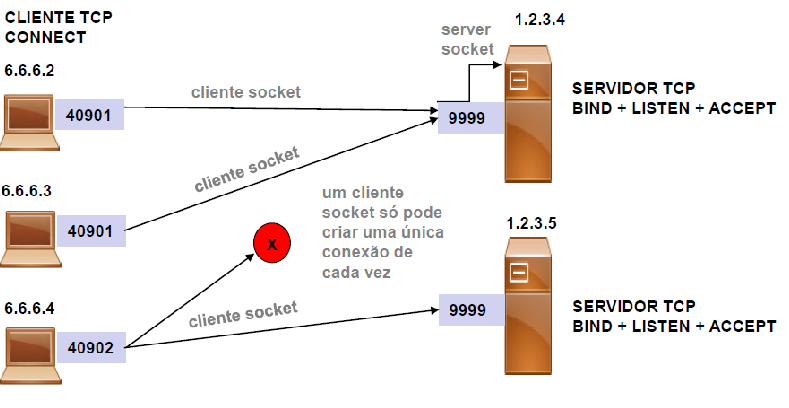 CLIENTE TCP
CONNECT
server
socket
1.2.3.4
6.6.6.2
40901
cliente socket
9999
SERVIDOR TCP
BIND + LISTEN + ACCEPT
6.6.6.3
40901
cliente socket
um cliente
socket só pode
criar uma única
conexão de
cada vez
X
1.2.3.5
6.6.6.4
40902
cliente socket
9999
SERVIDOR TCP
BIND + LISTEN + ACCEPT